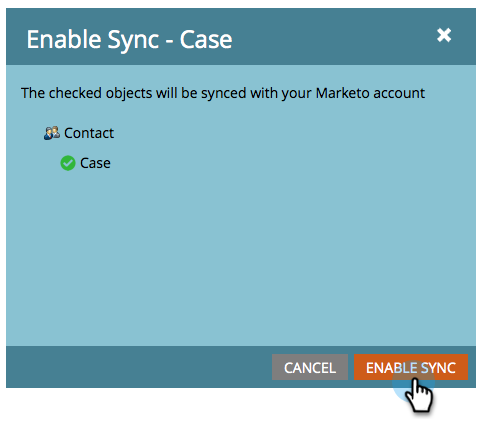 Enable Sync - Case
The checked objects will be synced with your Marketo account
Contact
Case
CANCEL
ENABLE SYNC